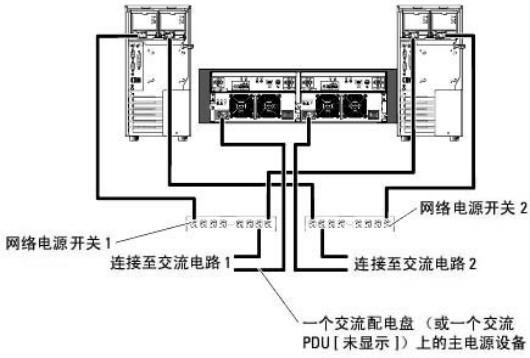 网络电源开关 2
网络电源开关 1
连接至交流电路 1
连接至交流电路 2
一个交流配电盘（或一个交流
PDU [ 未显示 ]）上的主电源设备